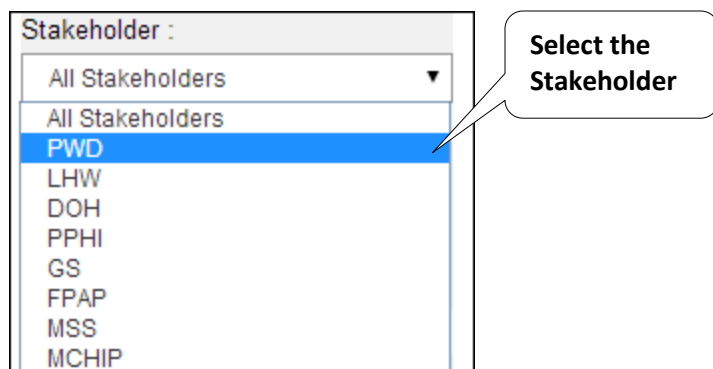 Stakeholder :
All Stakeholders
All Stakeholders
PWD
LHW
DOH
PPHI
GS
FPAP
MSS
MCHIP
Select the
Stakeholder